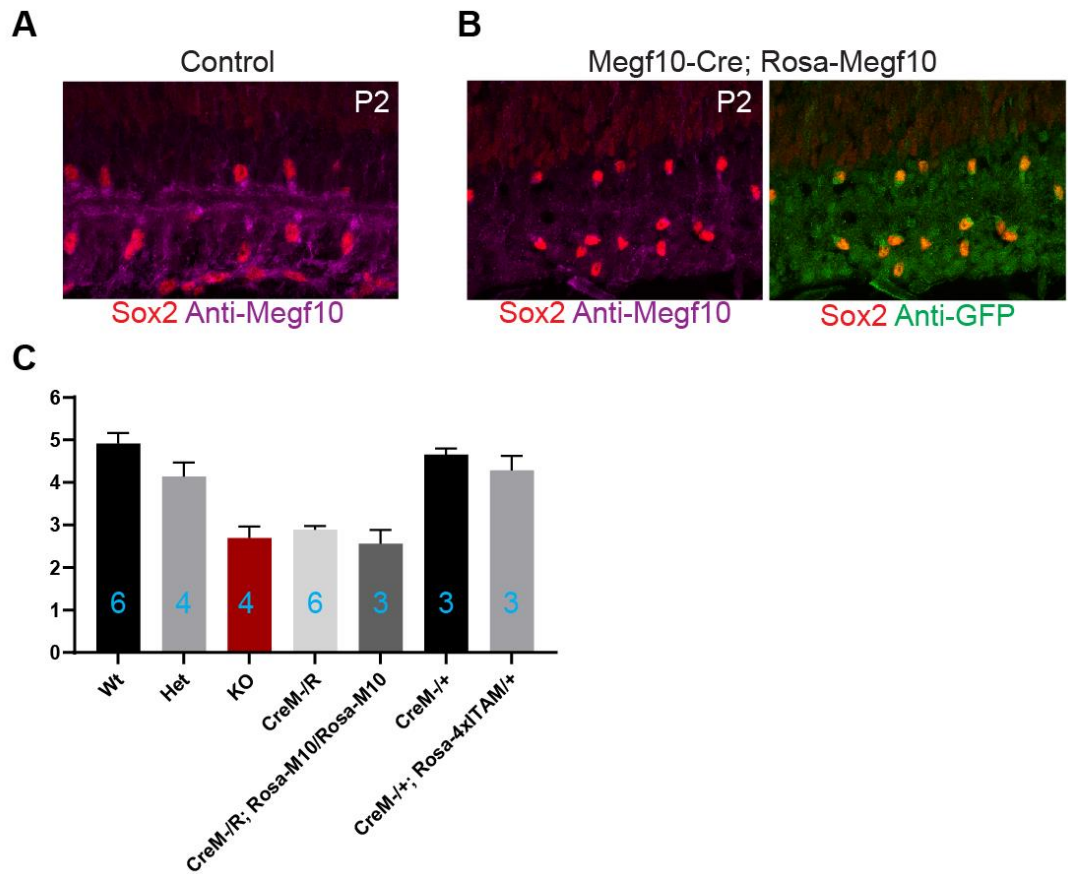 A
B
Control
Megf10-Cre; Rosa-Megf10
P2
P2
Sox2 Anti-Megf10
Sox2 Anti-Megf10
Sox2 Anti-GFP
C
6
5
4
3
2
1
0
6
4
4
6
3
3
3
Wt
Het
KO
CreM-/R
CreM-/R; Rosa-M10/Rosa-M10
CreM-/+
CreM-/+; Rosa-4xITAM/+